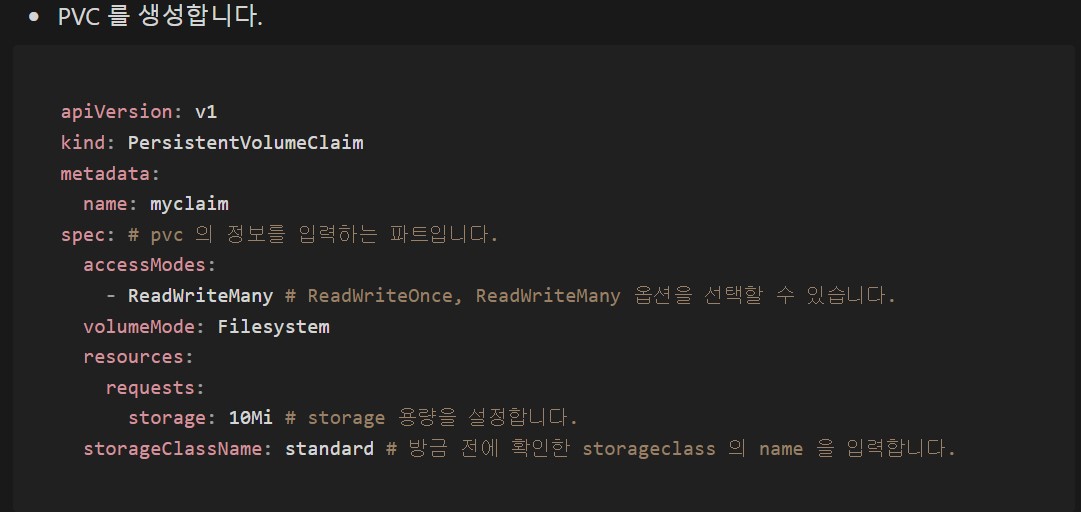 • PVC 를 생성합니다.
apiVersion: v1
kind: PersistentVolumeClaim
metadata:
  name: myclaim
spec: # pvc 의 정보를 입력하는 파트입니다.
  accessModes:
    - ReadWriteMany # ReadWriteOnce, ReadWriteMany 옵션을 선택할 수 있습니다.
  volumeMode: Filesystem
  resources:
    requests:
      storage: 10Mi # storage 용량을 설정합니다.
  storageClassName: standard # 방금 전에 확인한 storageclass 의 name 을 입력합니다.